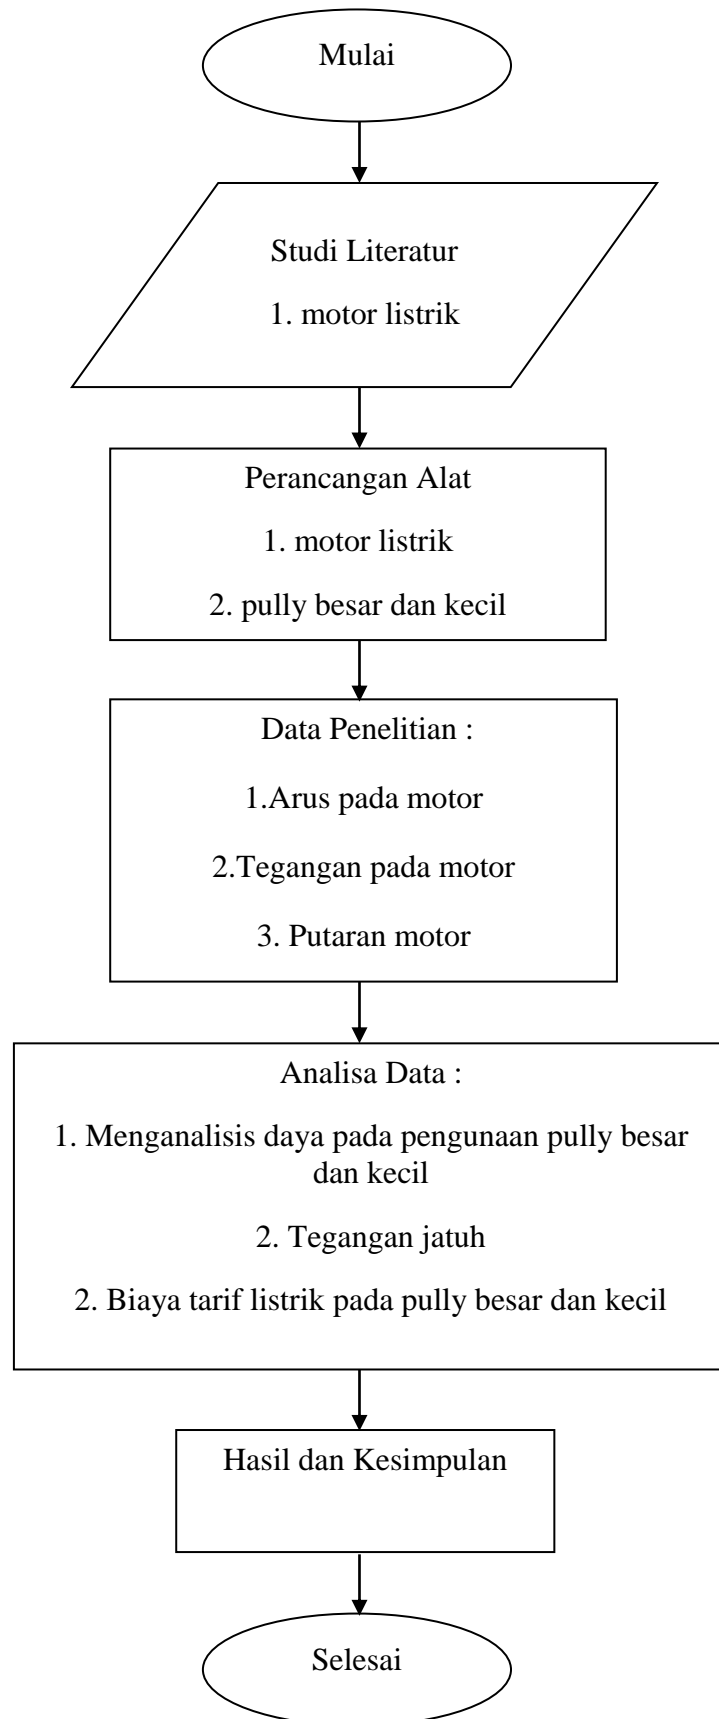 Mulai
Studi Literatur
1. motor listrik
Perancangan Alat
1. motor listrik
2. pully besar dan kecil
Data Penelitian :
1.Arus pada motor
2.Tegangan pada motor
3. Putaran motor
Analisa Data :
1. Menganalisis daya pada pengunaan pully besar
dan kecil
2. Tegangan jatuh
2. Biaya tarif listrik pada pully besar dan kecil
Hasil dan Kesimpulan
Selesai